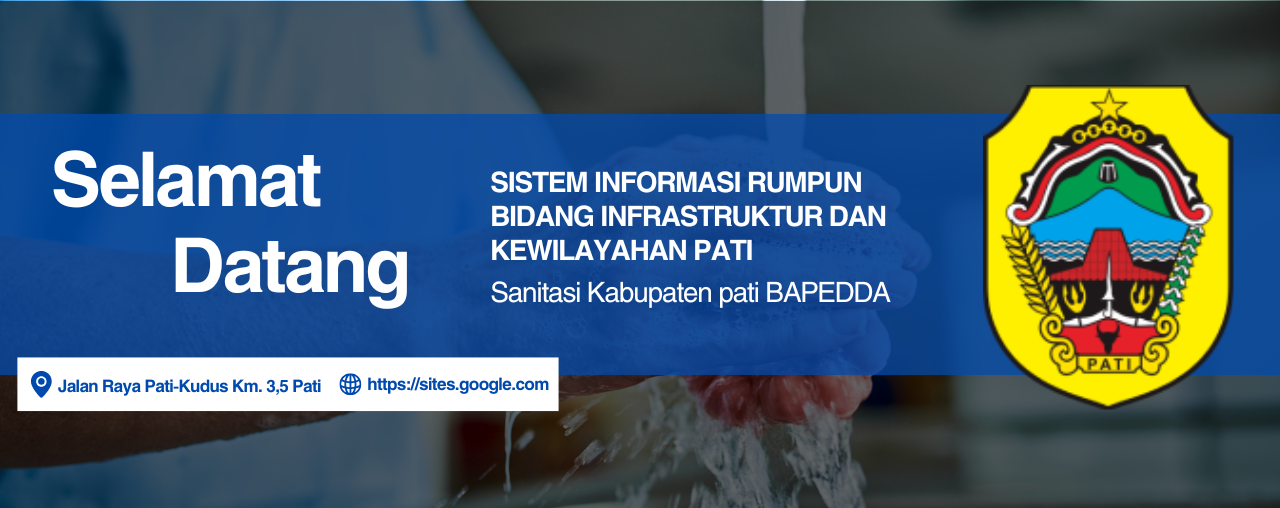 Selamat
Datang
SISTEM INFORMASI RUMPUN
BIDANG INFRASTRUKTUR DAN
KEWILAYAHAN PATI
Sanitasi Kabupaten pati BAPEDDA
Jalan Raya Pati-Kudus Km. 3,5 Pati
https://sites.google.com
PATI